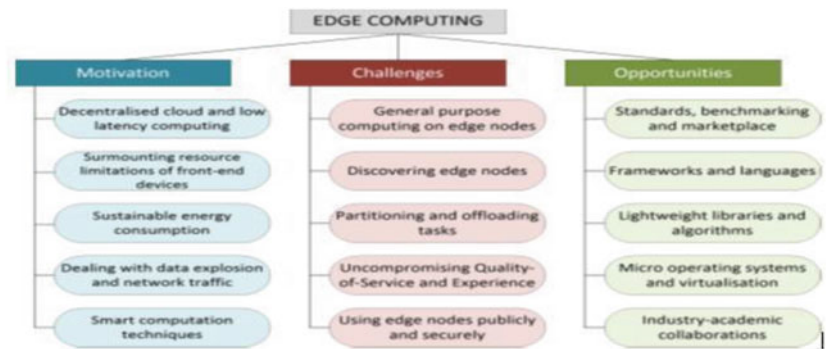 EDGE COMPUTING
Motivation
Decentralised cloud and low
latency computing
Surmounting resource
limitations of front-end
devices
Sustainable energy
consumption
Dealing with data explosion
and network traffic
Smart computation
techniques
Challenges
General purpose
computing on edge nodes
Discovering edge nodes
Partitioning and offloading
tasks
Uncompromising Quality-
of-Service and Experience
Using edge nodes publicly
and securely
Opportunities
Standards, benchmarking
and marketplace
Frameworks and languages
Lightweight libraries and
algorithms
Micro operating systems
and virtualisation
Industry-academic
collaborations